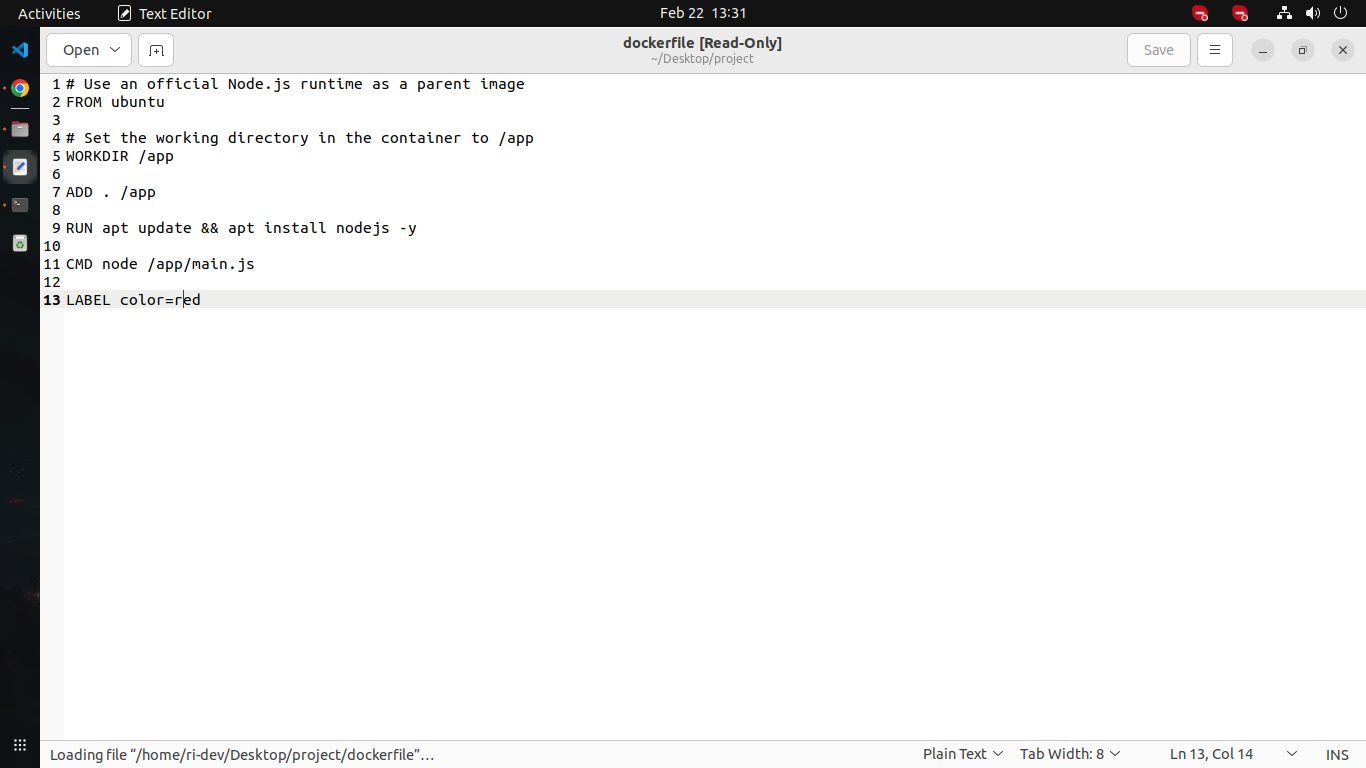 Activities Text Editor Feb 22 13:31
Open dockerfile [Read-Only] Save
~/Desktop/project
1 # Use an official Node.js runtime as a parent image
2 FROM ubuntu
3
4 # Set the working directory in the container to /app
5 WORKDIR /app
6
7 ADD . /app
8
9 RUN apt update && apt install nodejs -y
10
11 CMD node /app/main.js
12
13 LABEL color=red
Loading file “/home/ri-dev/Desktop/project/dockerfile”… Plain Text Tab Width: 8 Ln 13, Col 14 INS